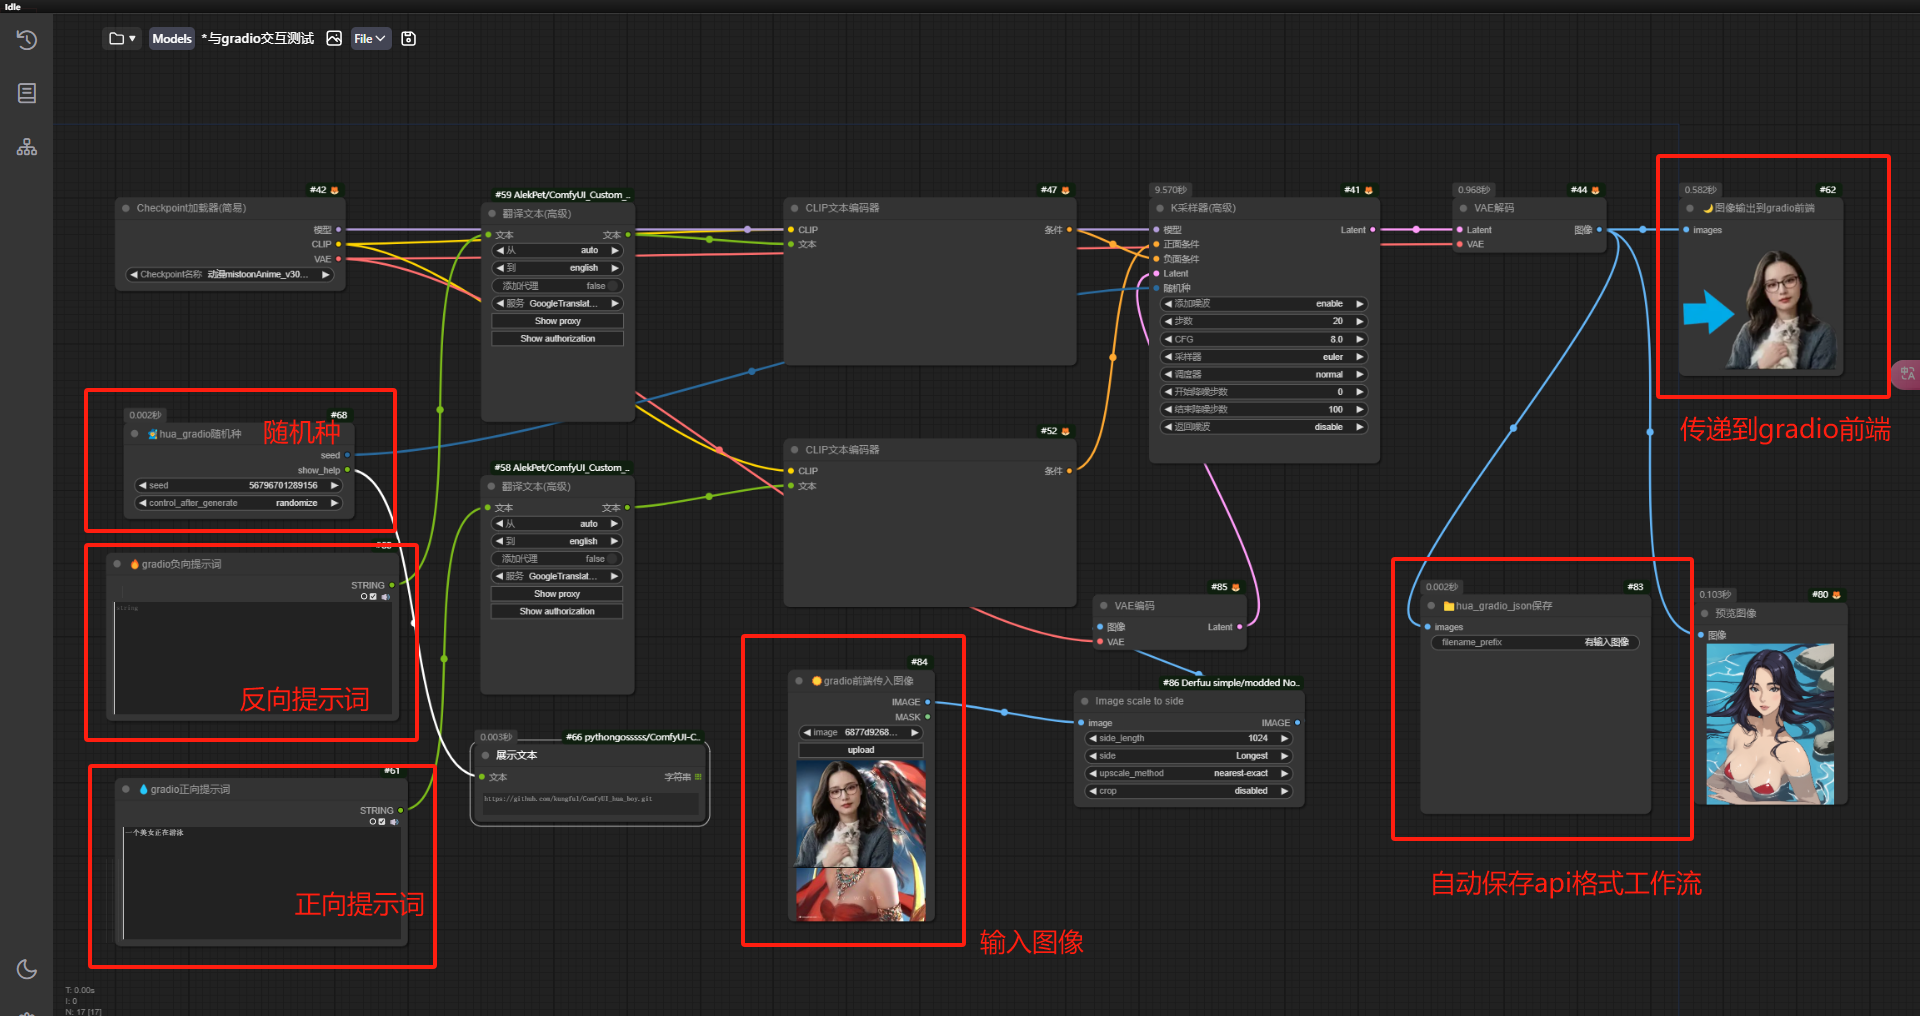 Idle
Models
*与gradio交互测试
File
#42
Checkpoint加载器(简易)
模型
CLIP
VAE
Checkpoint名称 动漫mistoonAnime_v30...
#59 AlekPet/ComfyUI_Custom_..
翻译文本(高级)
文本 文本
从 auto
到 english
添加代理 false
服务 GoogleTranslat...
Show proxy
Show authorization
#47
CLIP文本编码器
CLIP 条件
文本
9.570秒 #41
K采样器(高级)
模型 Latent
正面条件
负面条件
Latent
随机种
添加噪波 enable
步数 20
CFG 8.0
采样器 euler
调度器 normal
开始降噪步数 0
结束降噪步数 100
返回噪波 disable
0.968秒 #44
VAE解码
Latent 图像
VAE
0.582秒 #62
图像输出到gradio前端
images
传递到gradio前端
0.002秒 #68
hua_gradio随机种
随机种
seed
show_help
seed 56796701289156
control_after_generate randomize
gradio负向提示词
STRING
string
反向提示词
#58 AlekPet/ComfyUI_Custom_..
翻译文本(高级)
文本 文本
从 auto
到 english
添加代理 false
服务 GoogleTranslat...
Show proxy
Show authorization
#52
CLIP文本编码器
CLIP 条件
文本
#85
VAE编码
图像 Latent
VAE
#61
gradio正向提示词
STRING
一个美女正在游泳
正向提示词
0.003秒 #66 pythongosssss/ComfyUI-C..
展示文本
文本 字符串
https://github.com/kungful/ComfyUI_hua_boy.git
#84
gradio前端传入图像
IMAGE
MASK
image 6877d9268...
upload
输入图像
#86 Derfuu simple/modded No..
Image scale to side
image IMAGE
side_length 1024
side Longest
upscale_method nearest-exact
crop disabled
0.002秒 #83
hua_gradio_json保存
images
filename_prefix 有输入图像
自动保存api格式工作流
0.103秒 #80
预览图像
图像
T: 0.00s
I: 0
N: 17 [17]